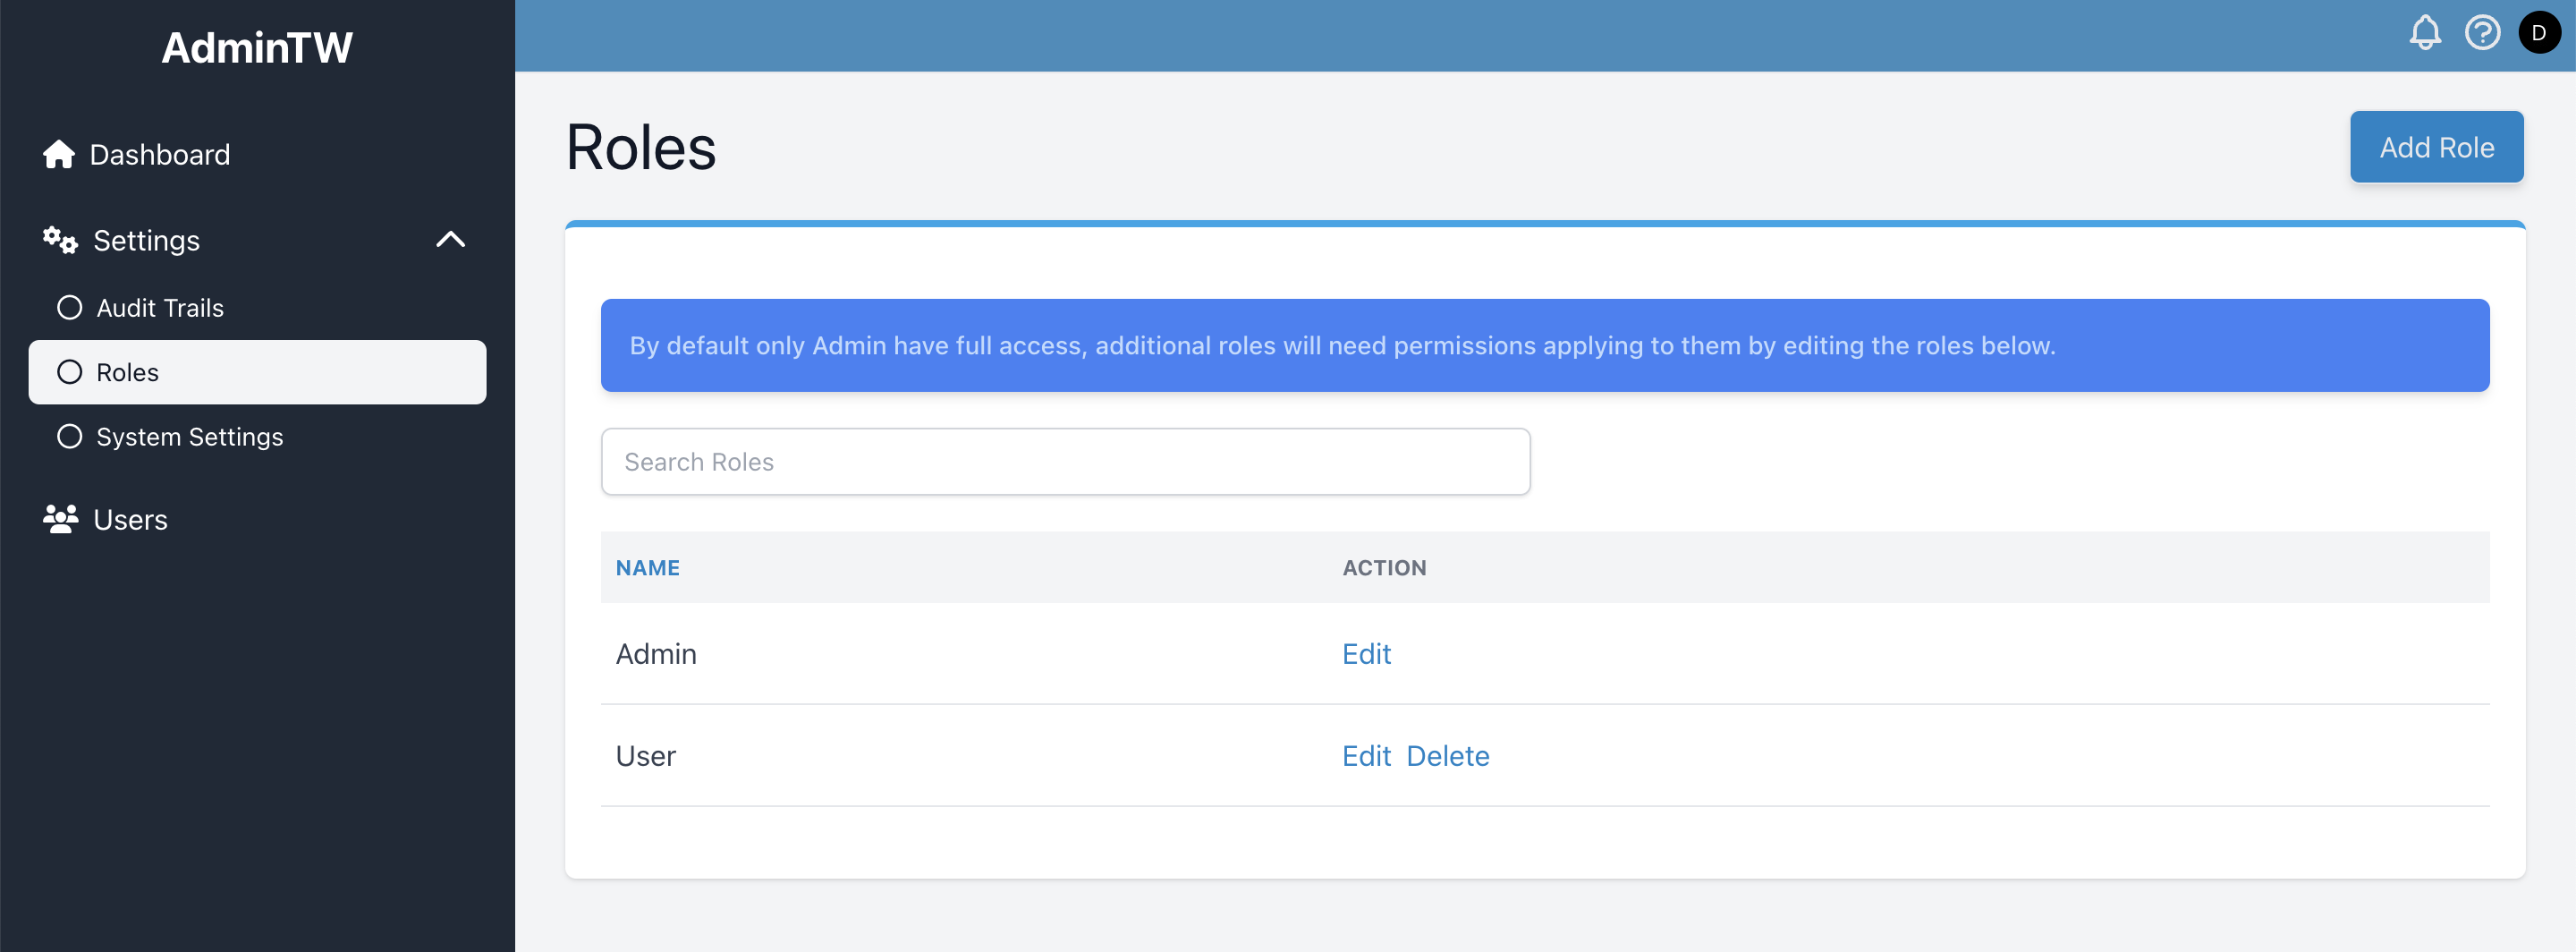 AdminTW
Dashboard
Settings
Audit Trails
Roles
System Settings
Users
D
Roles
Add Role
By default only Admin have full access, additional roles will need permissions applying to them by editing the roles below.
Search Roles
NAME ACTION
Admin Edit
User Edit Delete